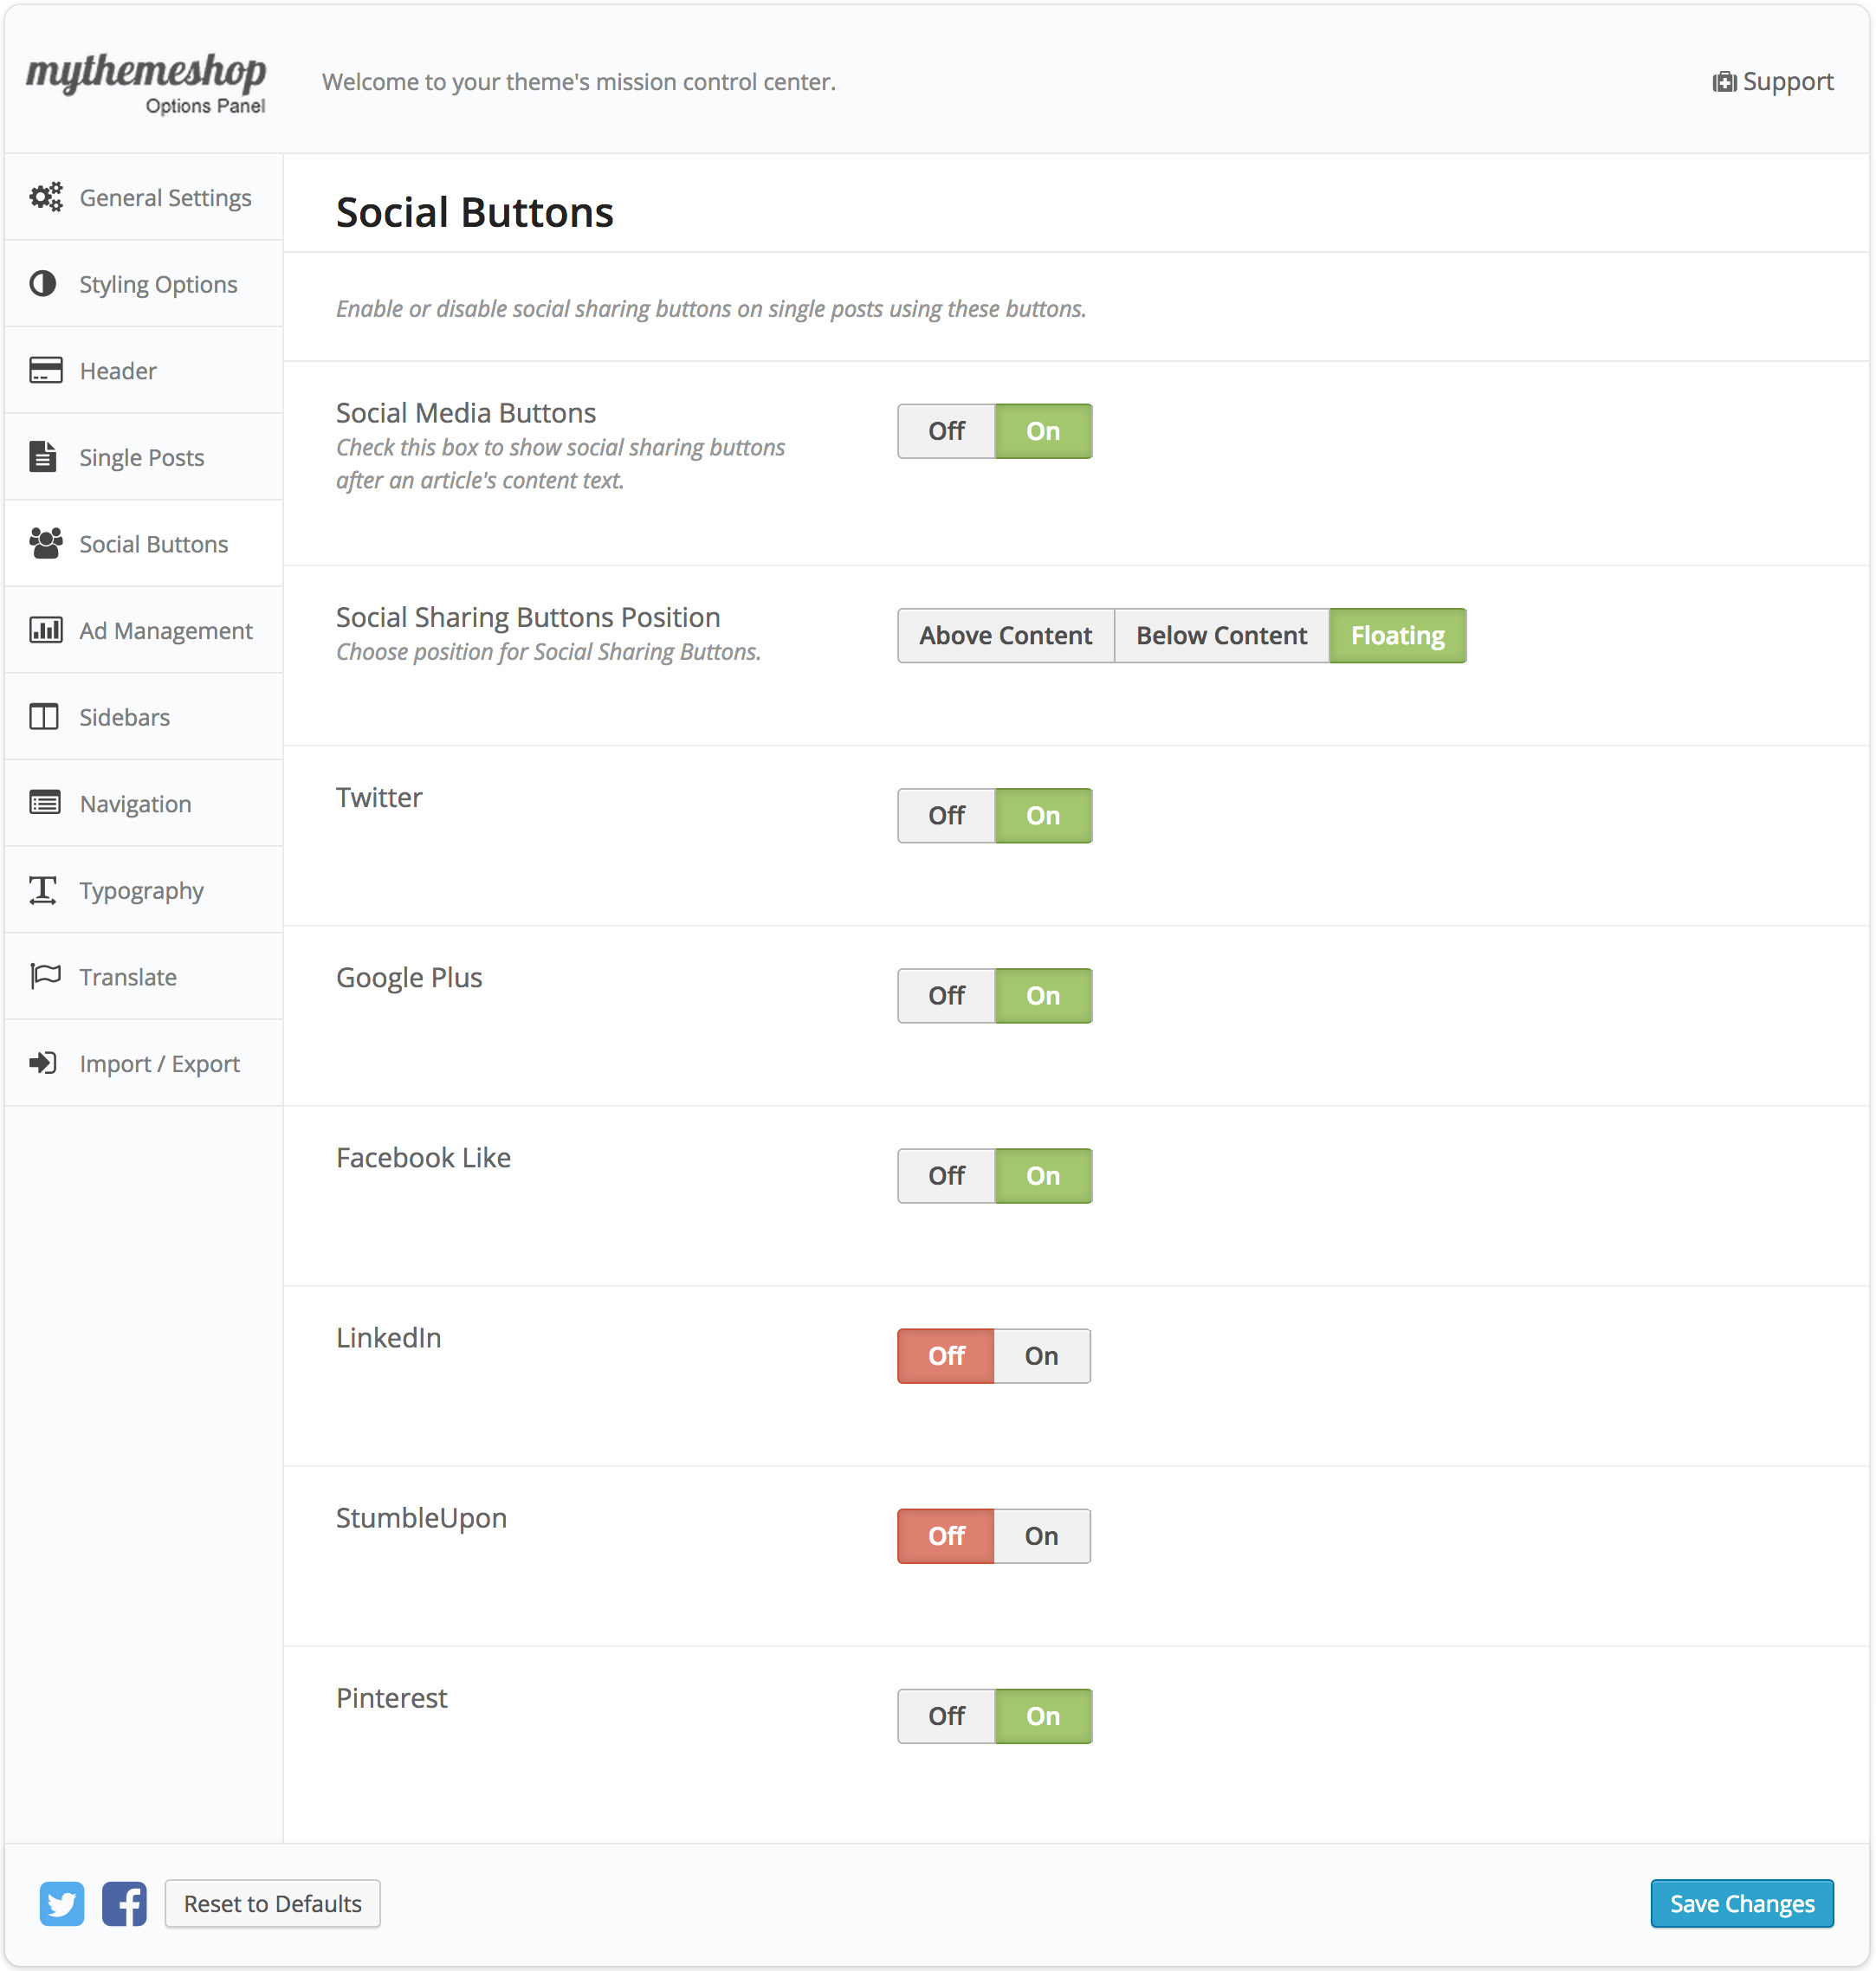 mythemeshop
Options Panel
Welcome to your theme's mission control center.
Support
General Settings
Styling Options
Header
Single Posts
Social Buttons
Ad Management
Sidebars
Navigation
Typography
Translate
Import / Export
Social Buttons
Enable or disable social sharing buttons on single posts using these buttons.
Social Media Buttons
Check this box to show social sharing buttons
after an article's content text.
Off On
Social Sharing Buttons Position
Choose position for Social Sharing Buttons.
Above Content Below Content Floating
Twitter
Off On
Google Plus
Off On
Facebook Like
Off On
LinkedIn
Off On
StumbleUpon
Off On
Pinterest
Off On
Reset to Defaults
Save Changes